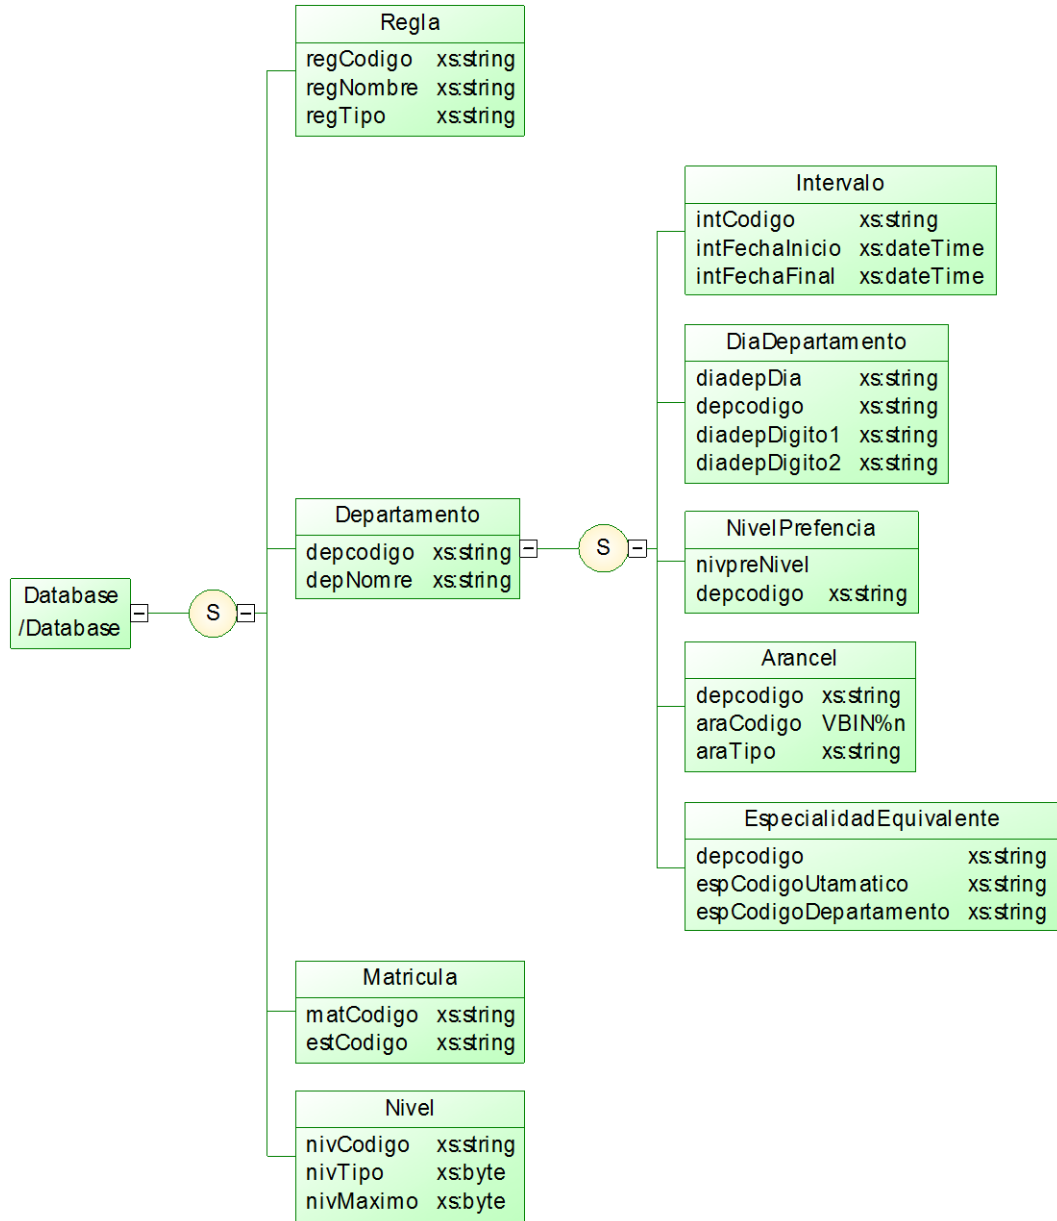 Regla
regCodigo xs:string
regNombre xs:string
regTipo xs:string
Intervalo
intCodigo xs:string
intFechaInicio xs:dateTime
intFechaFinal xs:dateTime
DiaDepartamento
diadepDia xs:string
depcodigo xs:string
diadepDigito1 xs:string
diadepDigito2 xs:string
Departamento
depcodigo xs:string
depNomre xs:string
S
NivelPrefencia
nivpreNivel
depcodigo xs:string
Database
/Database
S
Arancel
depcodigo xs:string
araCodigo VBIN%n
araTipo xs:string
EspecialidadEquivalente
depcodigo xs:string
espCodigoUtamatico xs:string
espCodigoDepartamento xs:string
Matricula
matCodigo xs:string
estCodigo xs:string
Nivel
nivCodigo xs:string
nivTipo xs:byte
nivMaximo xs:byte